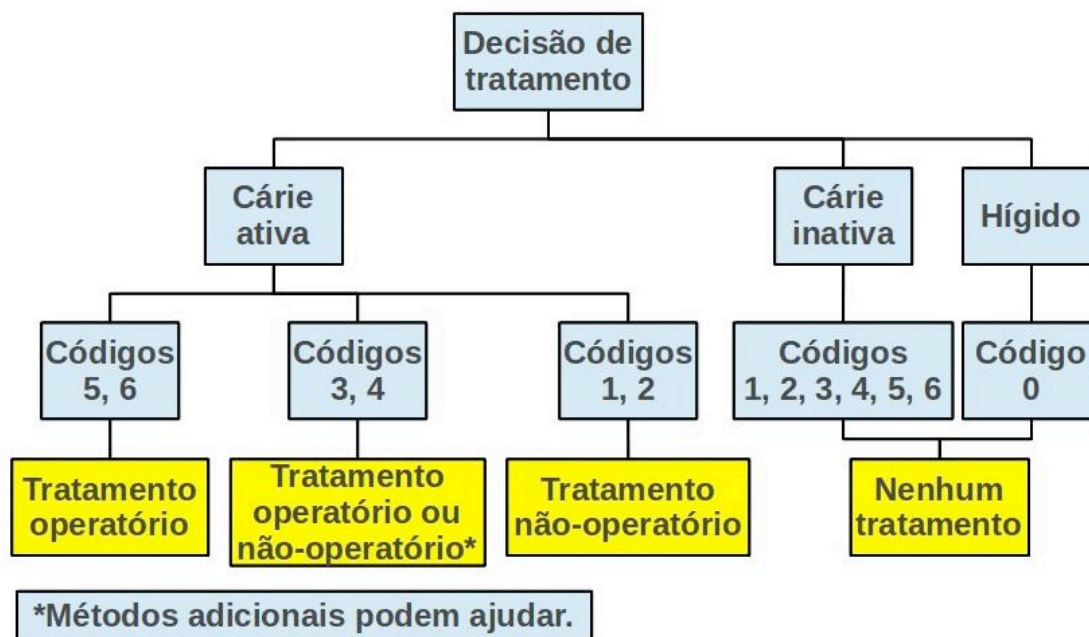 Decisão de
tratamento
Cárie
ativa
Cárie
inativa
Hígido
Códigos
5, 6
Códigos
3, 4
Códigos
1, 2
Códigos
1, 2, 3, 4, 5, 6
Código
0
Tratamento
operatório
Tratamento
operatório ou
não-operatório*
Tratamento
não-operatório
Nenhum
tratamento
*Métodos adicionais podem ajudar.